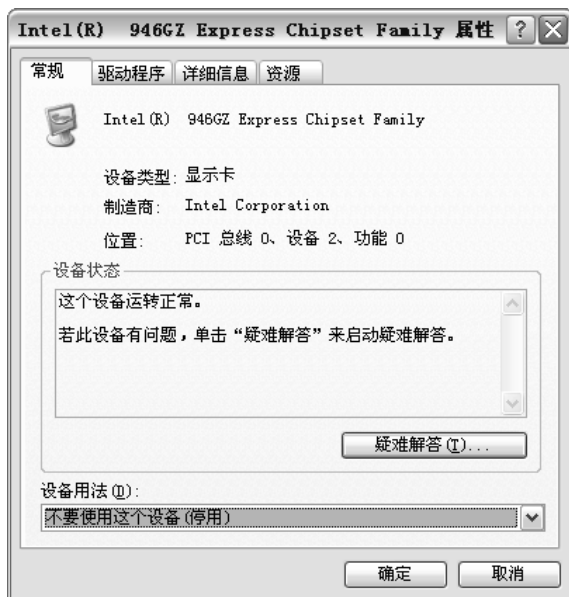 Intel(R) 946GZ Express Chipset Family 属性
常规 驱动程序 详细信息 资源
Intel(R) 946GZ Express Chipset Family
设备类型: 显示卡
制造商: Intel Corporation
位置: PCI 总线 0、设备 2、功能 0
设备状态
这个设备运转正常。
若此设备有问题，单击“疑难解答”来启动疑难解答。
疑难解答(T)...
设备用法(D):
不要使用这个设备(停用)
确定 取消